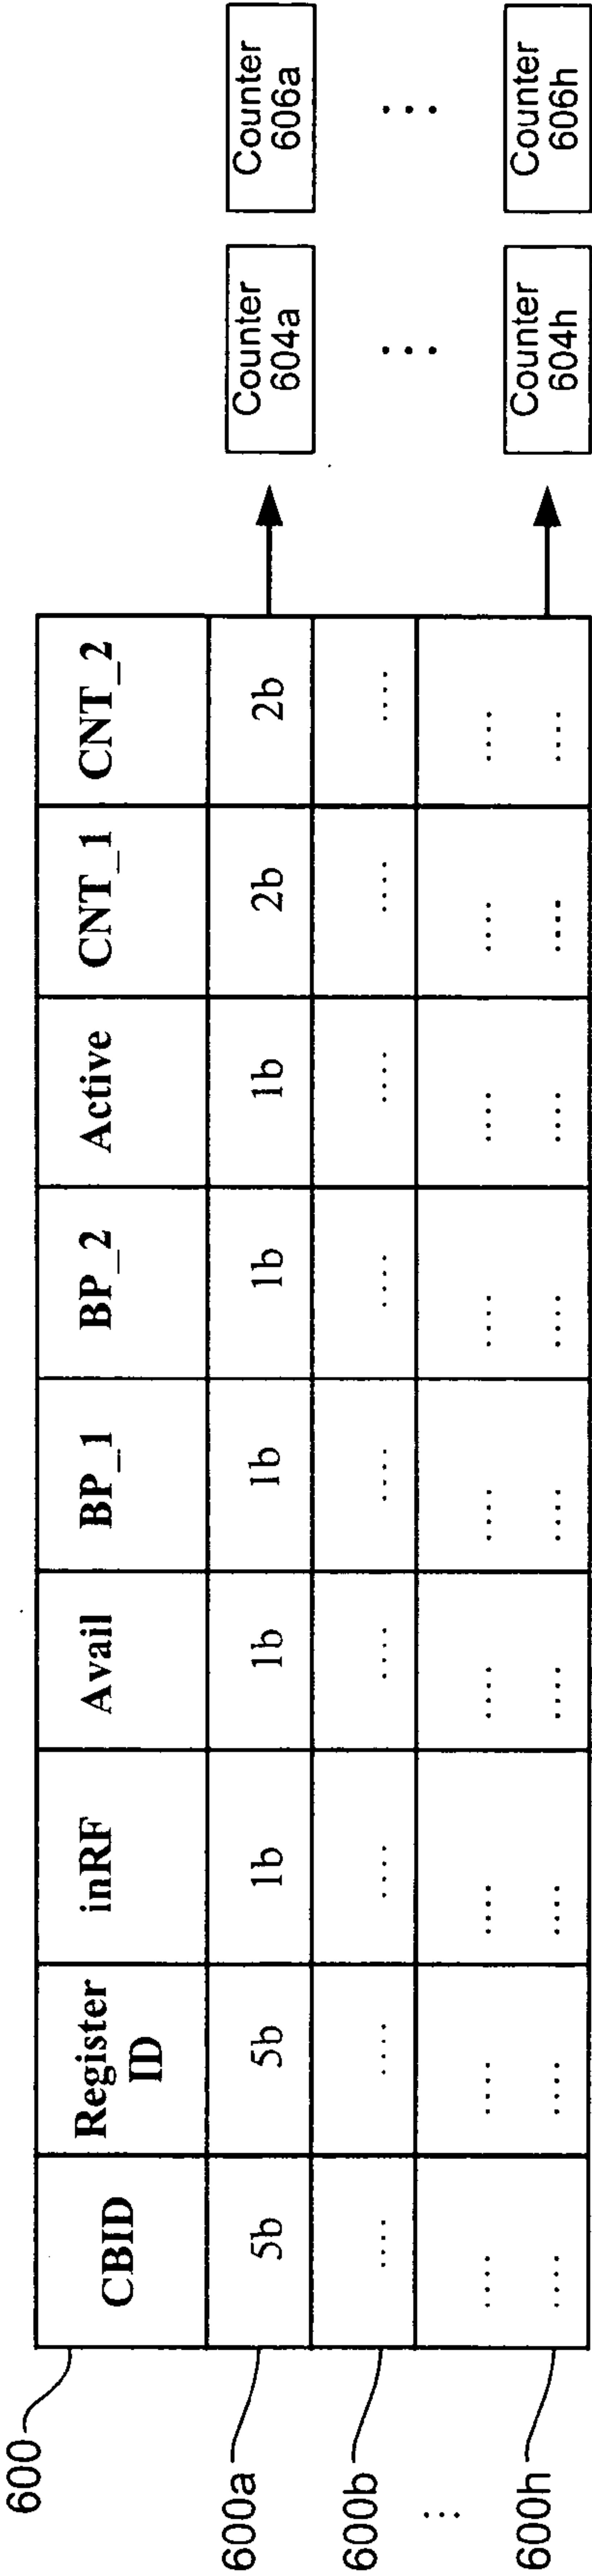 600
CBID
Register
ID
inRF
Avail
BP_1
BP_2
Active
CNT_1
CNT_2
600a
5b
5b
1b
1b
1b
1b
1b
2b
2b
Counter
604a
Counter
606a
600b
....
....
....
....
....
....
....
....
....
...
....
....
....
....
....
....
....
....
....
...
...
600h
....
....
....
....
....
....
....
....
....
Counter
604h
Counter
606h